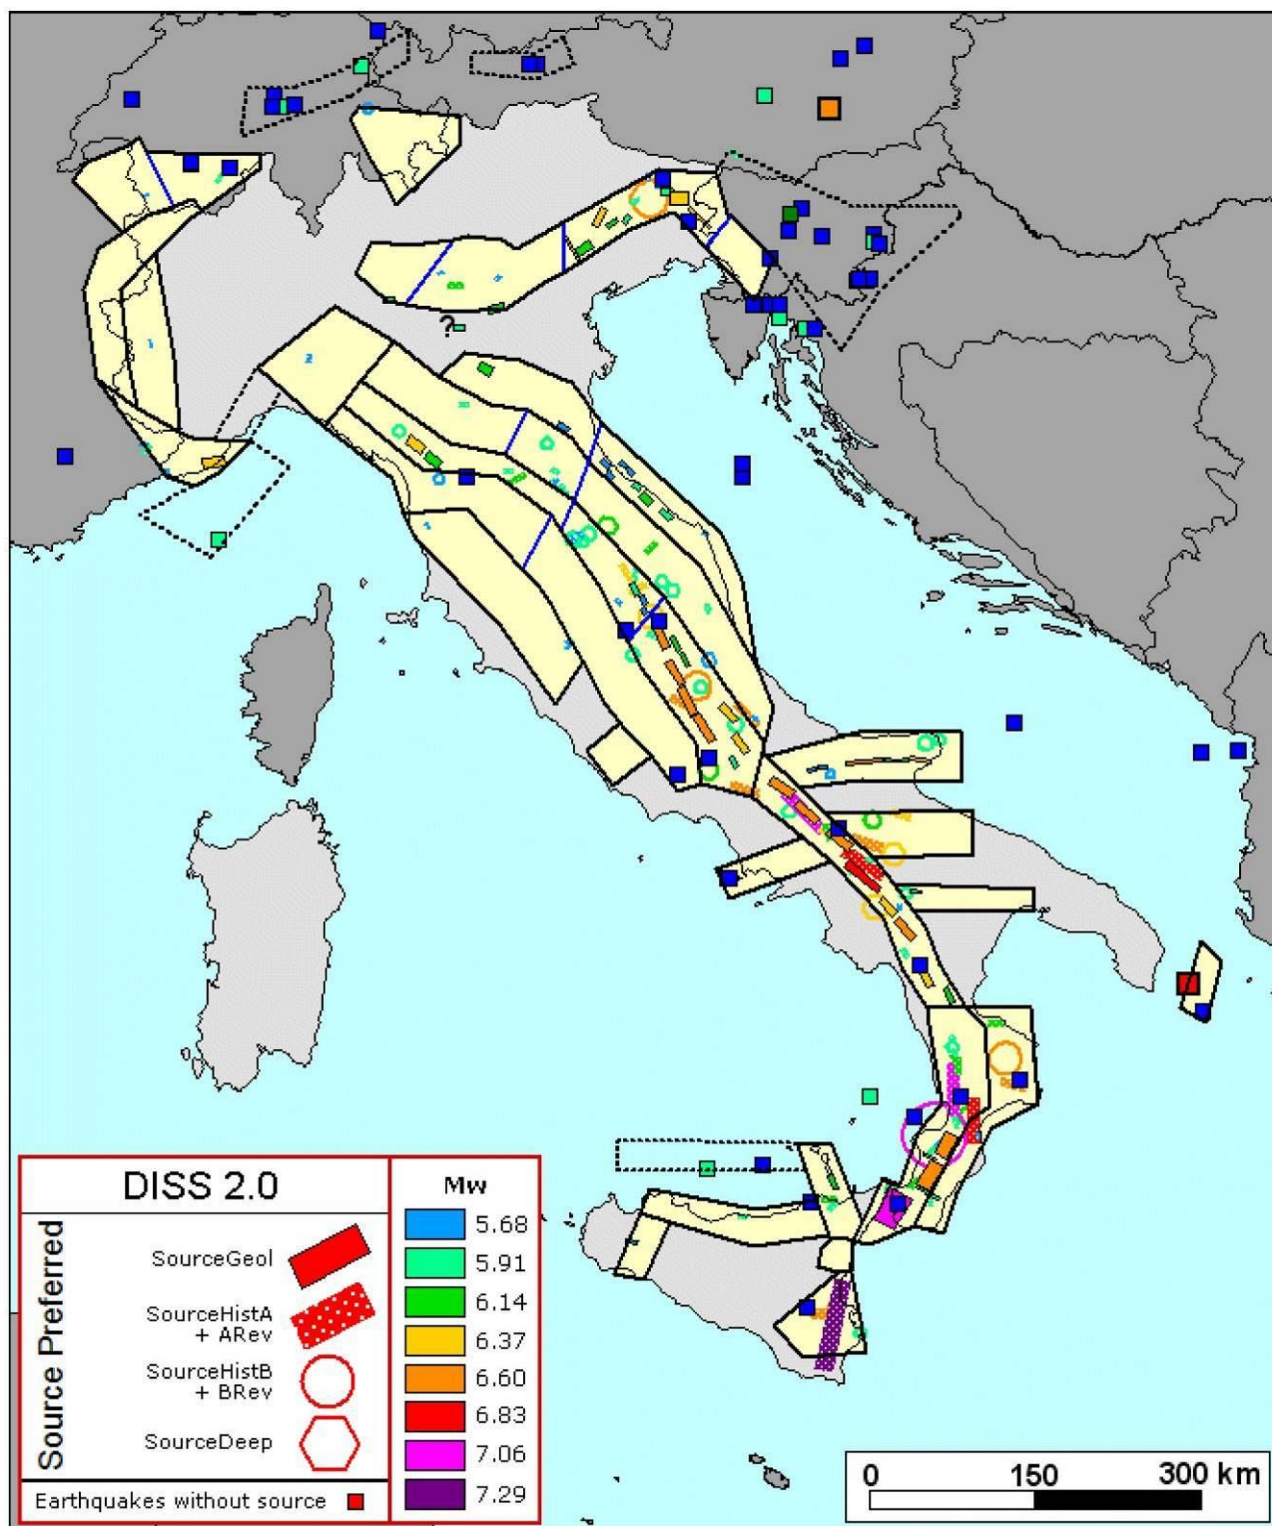 ?
DISS 2.0
Source Preferred
SourceGeol
SourceHistA
+ ARev
SourceHistB
+ BRev
SourceDeep
Earthquakes without source
Mw
5.68
5.91
6.14
6.37
6.60
6.83
7.06
7.29
0 150 300 km